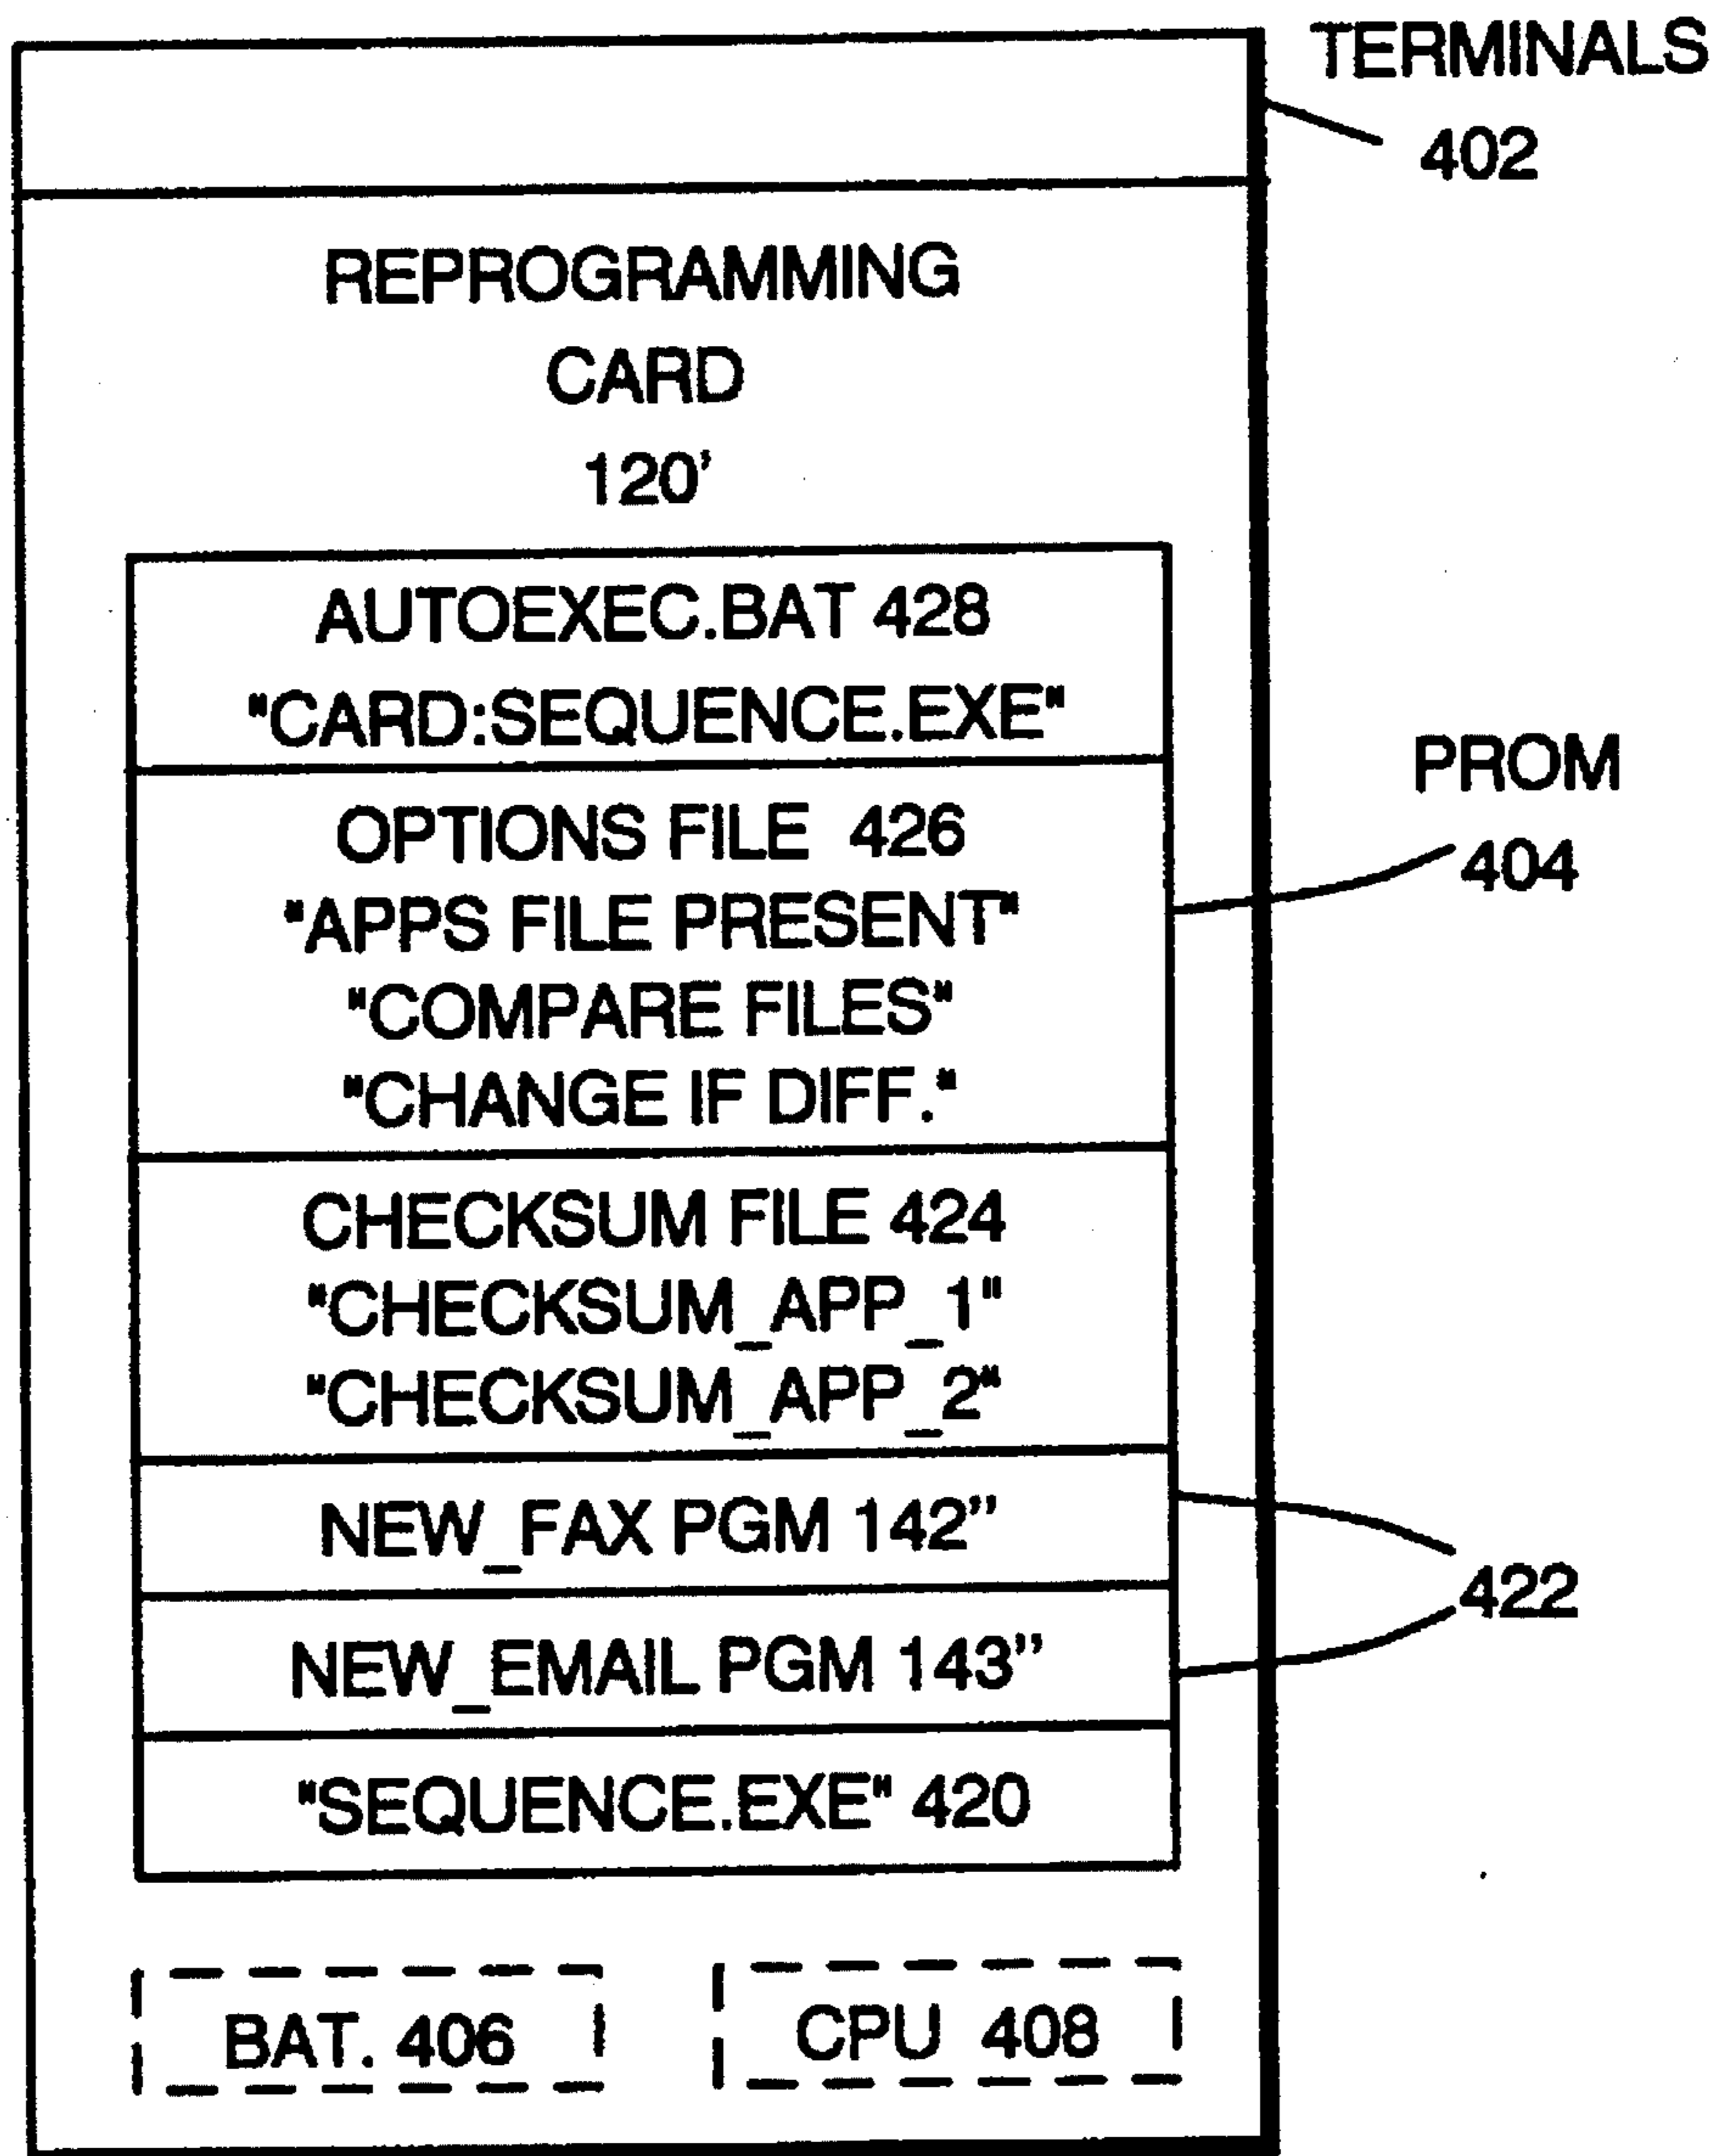 TERMINALS
402
REPROGRAMMING
CARD
120'
AUTOEXEC.BAT 428
"CARD:SEQUENCE.EXE"
OPTIONS FILE 426
"APPS FILE PRESENT"
"COMPARE FILES"
"CHANGE IF DIFF."
PROM
404
CHECKSUM FILE 424
"CHECKSUM_APP_1"
"CHECKSUM_APP_2"
NEW_FAX PGM 142”
NEW_EMAIL PGM 143”
422
"SEQUENCE.EXE" 420
BAT. 406
CPU 408